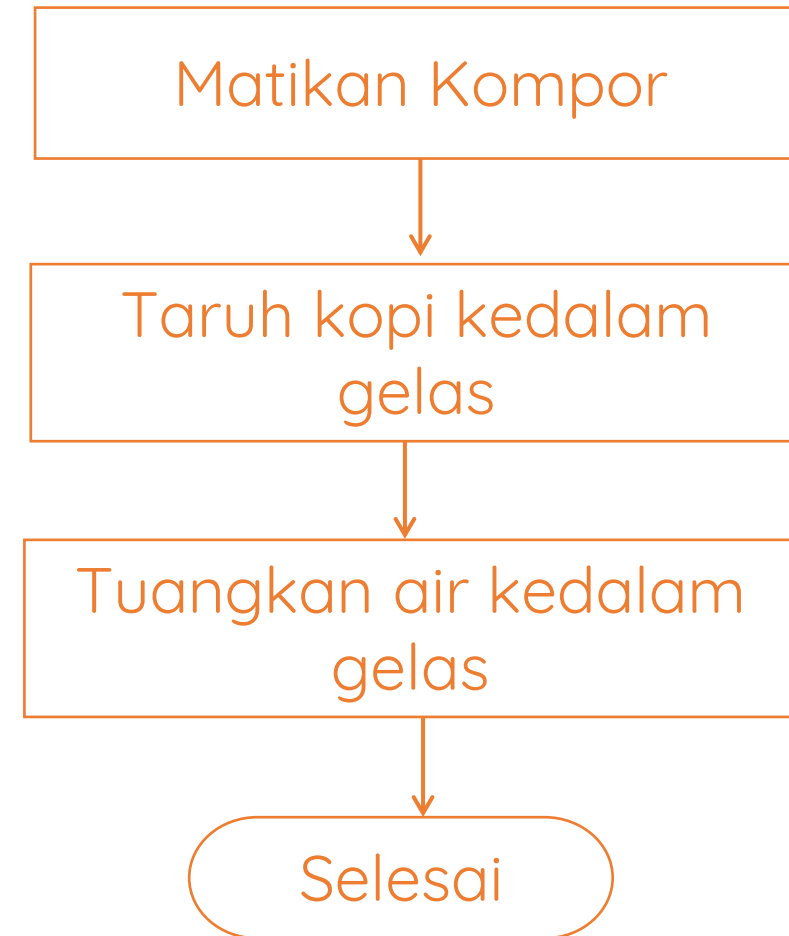 Matikan Kompor
Taruh kopi kedalam
gelas
Tuangkan air kedalam
gelas
Selesai